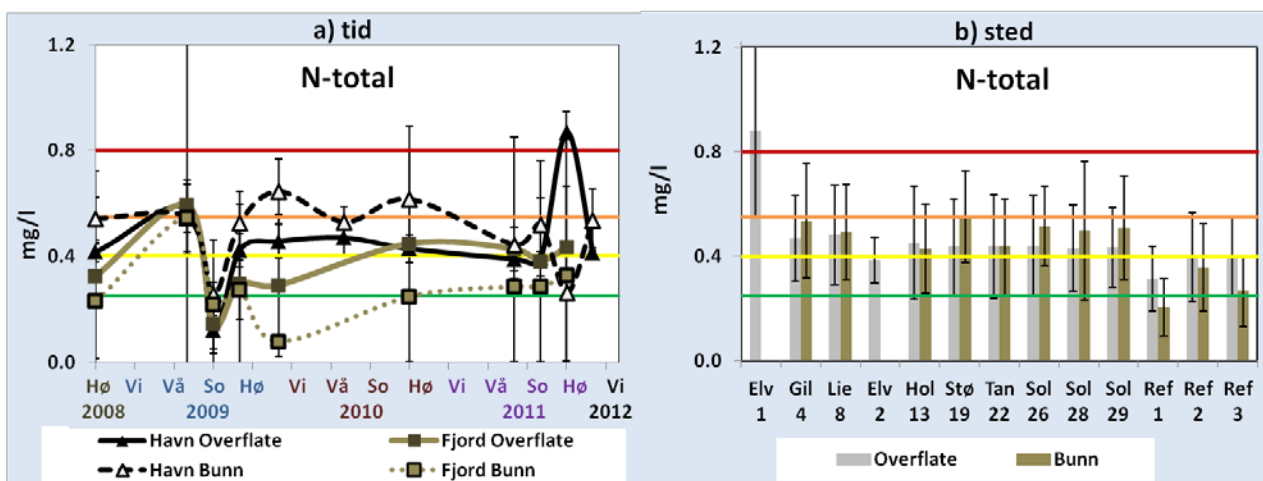 a) tid
N-total
1.2
0.8
0.4
0.0
mg/l
Hø Vi Vå So Hø Vi Vå So Hø Vi Vå So Hø Vi
2008 2009 2010 2011 2012
Havn Overflate Fjord Overflate
Havn Bunn Fjord Bunn
b) sted
N-total
1.2
0.8
0.4
0.0
mg/l
Elv Gil Lie Elv Hol Stø Tan Sol Sol Sol Ref Ref Ref
1 4 8 2 13 19 22 26 28 29 1 2 3
Overflate Bunn